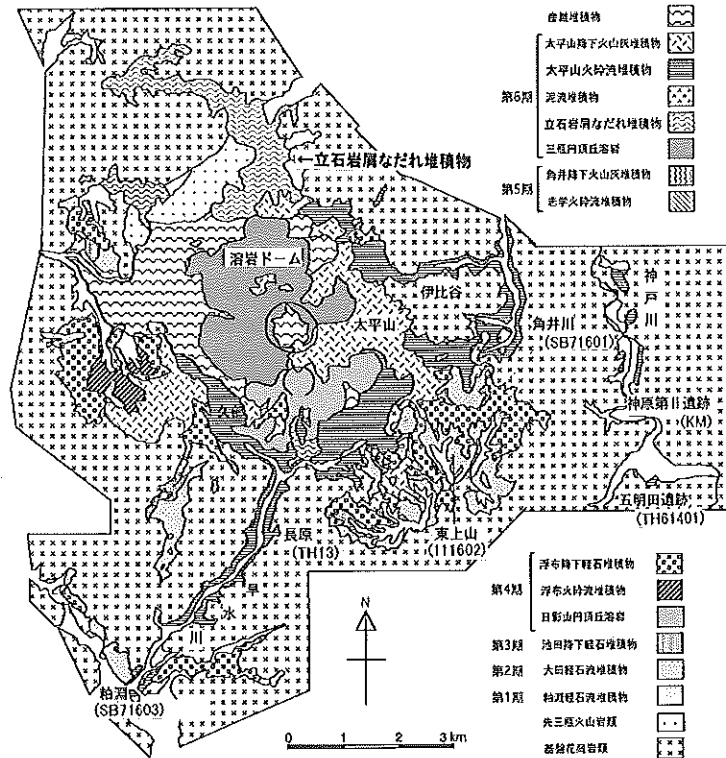 崖錐堆積物
第6期
太平山降下火山灰堆積物
太平山火砕流堆積物
泥流堆積物
立石岩屑なだれ堆積物
三瓶円頂丘溶岩
第5期
角井降下火山灰堆積物
志学火砕流堆積物
←立石岩屑なだれ堆積物
溶岩ドーム
太平山
伊比谷
角井川
(SB71601)
神戸川
神原第Ⅱ遺跡
(KM)
五明田遺跡
(TH61401)
長原
(TH13)
東上山
(111602)
早水川
粕淵
(SB71603)
N
0 1 2 3 km
第4期
浮布降下軽石堆積物
浮布火砕流堆積物
日影山円頂丘溶岩
第3期
池田降下軽石堆積物
第2期
大田軽石流堆積物
第1期
粕淵軽石流堆積物
先三瓶火山岩類
基盤花崗岩類